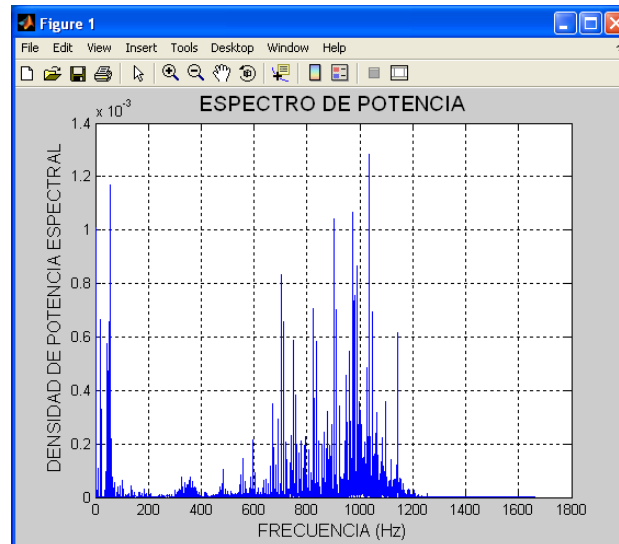 Figure 1
File Edit View Insert Tools Desktop Window Help
x 10-3
ESPECTRO DE POTENCIA
1.4
1.2
1
0.8
0.6
0.4
0.2
0
DENSIDAD DE POTENCIA ESPECTRAL
0 200 400 600 800 1000 1200 1400 1600 1800
FRECUENCIA (Hz)